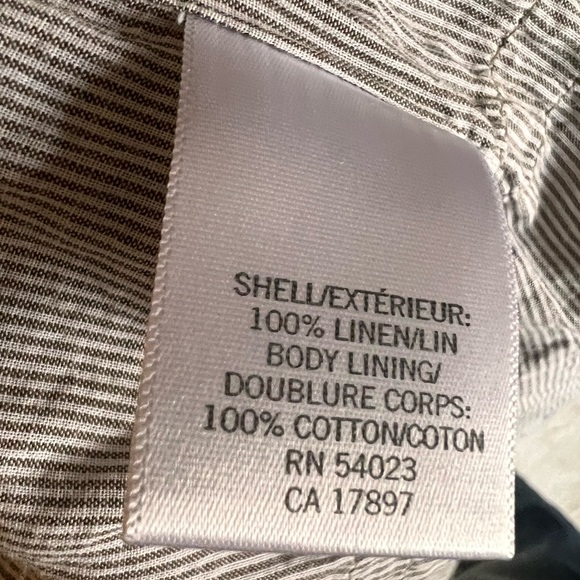 SHELL/EXTÉRIEUR:
100% LINEN/LIN
BODY LINING/
DOUBLURE CORPS:
100% COTTON/COTON
RN 54023
CA 17897